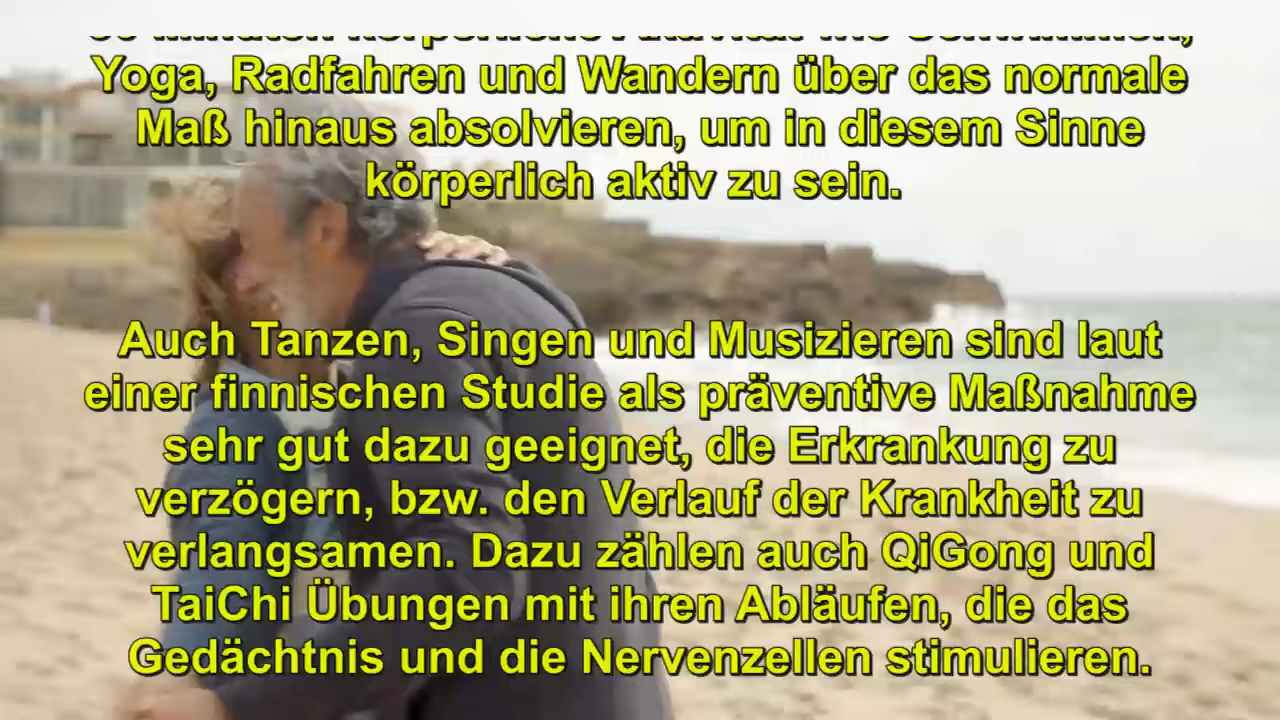 Yoga, Radfahren und Wandern über das normale
Maß hinaus absolvieren, um in diesem Sinne
körperlich aktiv zu sein.
Auch Tanzen, Singen und Musizieren sind laut
einer finnischen Studie als präventive Maßnahme
sehr gut dazu geeignet, die Erkrankung zu
verzögern, bzw. den Verlauf der Krankheit zu
verlangsamen. Dazu zählen auch QiGong und
TaiChi Übungen mit ihren Abläufen, die das
Gedächtnis und die Nervenzellen stimulieren.